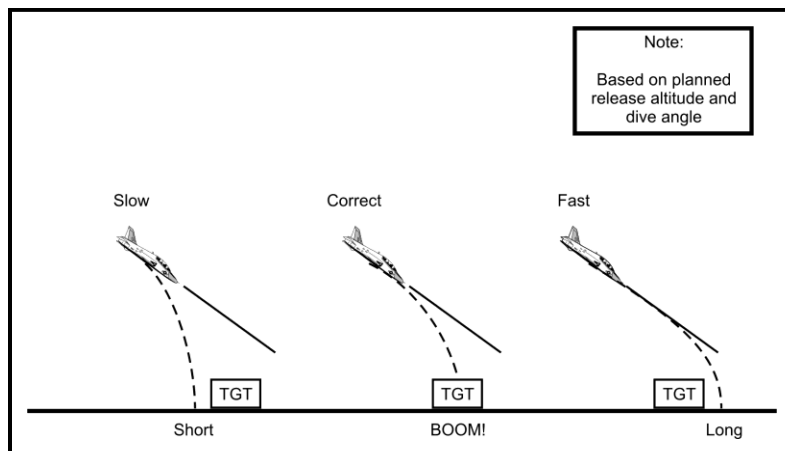 Note:
Based on planned
release altitude and
dive angle
Slow
Correct
Fast
TGT
TGT
TGT
Short
BOOM!
Long